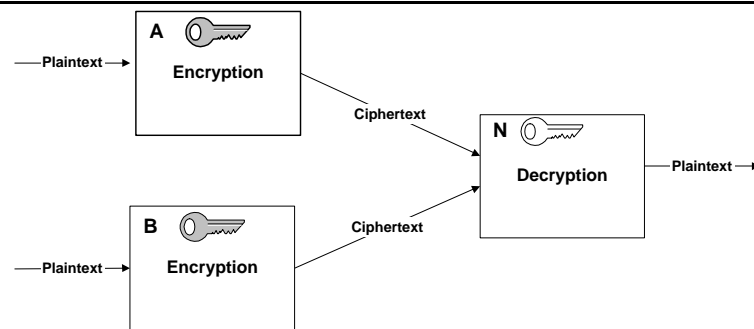 A
Plaintext
Encryption
Ciphertext
N
Decryption
Plaintext
B
Ciphertext
Encryption
Plaintext